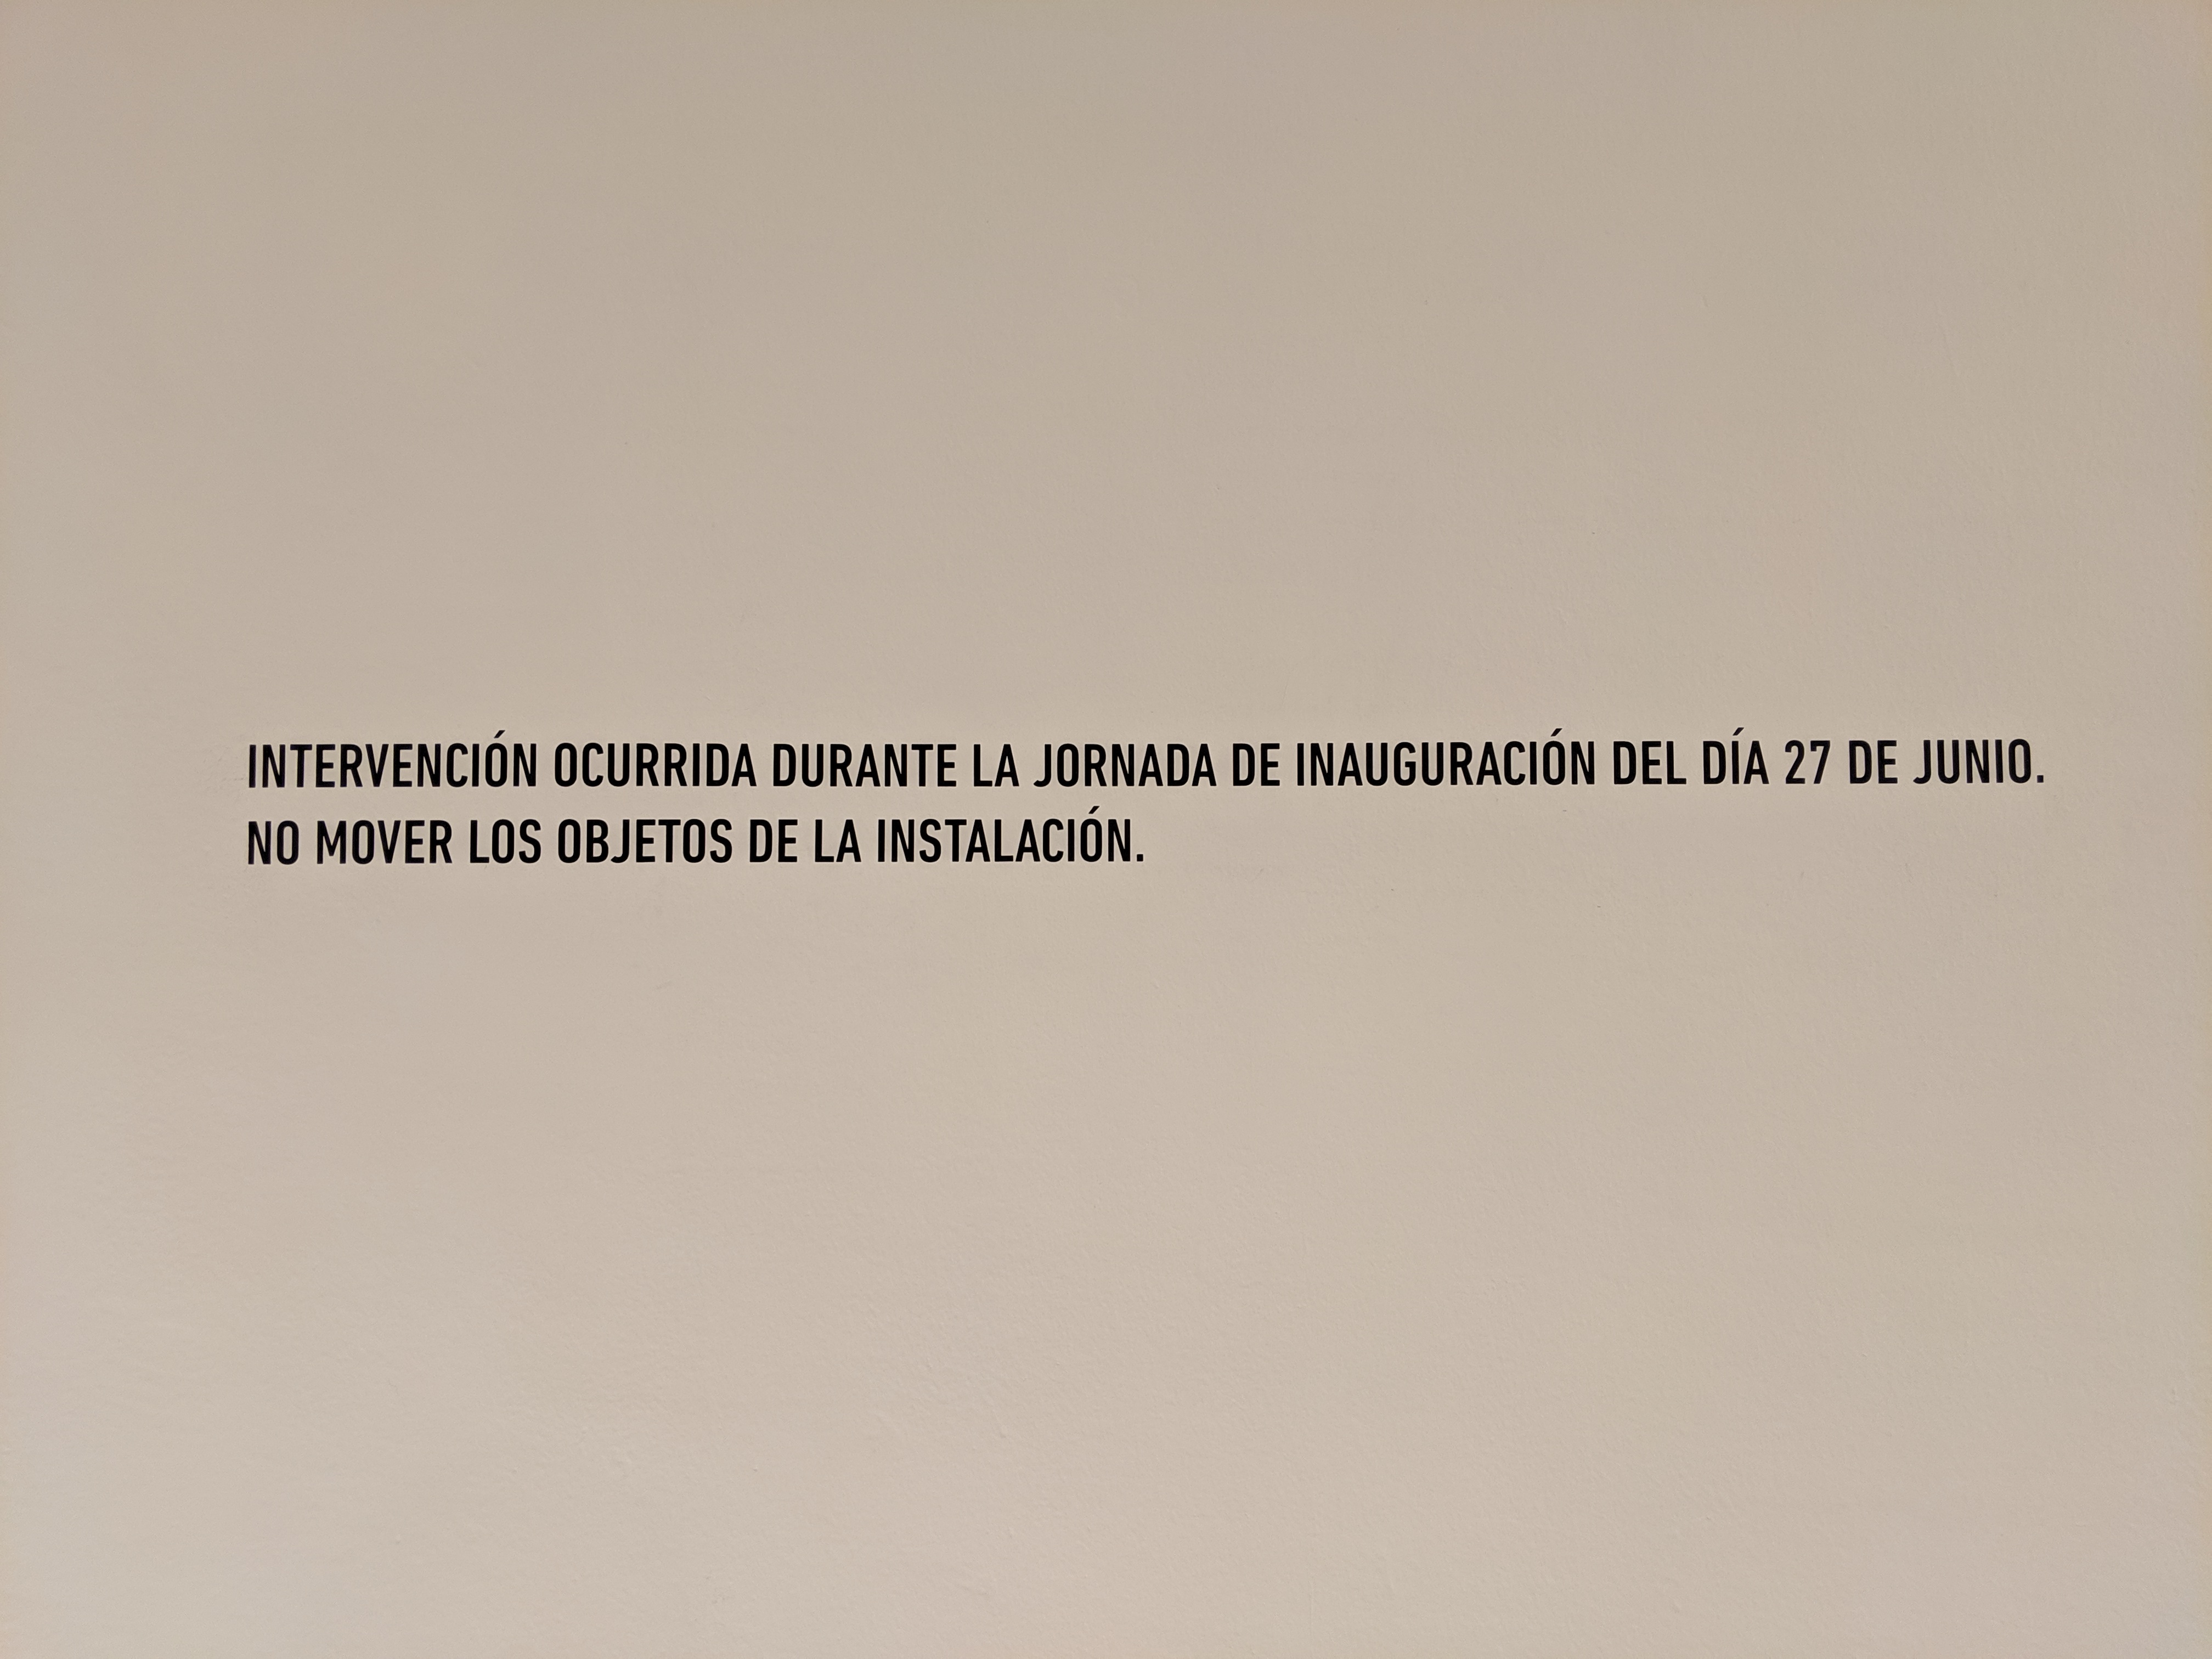 INTERVENCIÓN OCURRIDA DURANTE LA JORNADA DE INAUGURACIÓN DEL DÍA 27 DE JUNIO.
NO MOVER LOS OBJETOS DE LA INSTALACIÓN.